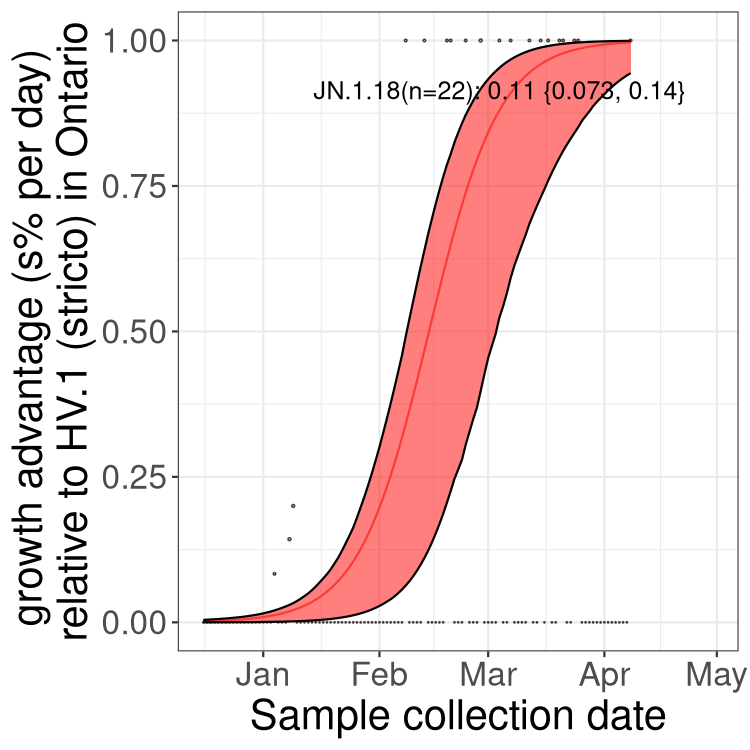 growth advantage (s% per day)
relative to HV.1 (stricto) in Ontario
1.00
0.75
0.50
0.25
0.00
JN.1.18(n=22): 0.11 {0.073, 0.14}
Jan Feb Mar Apr May
Sample collection date